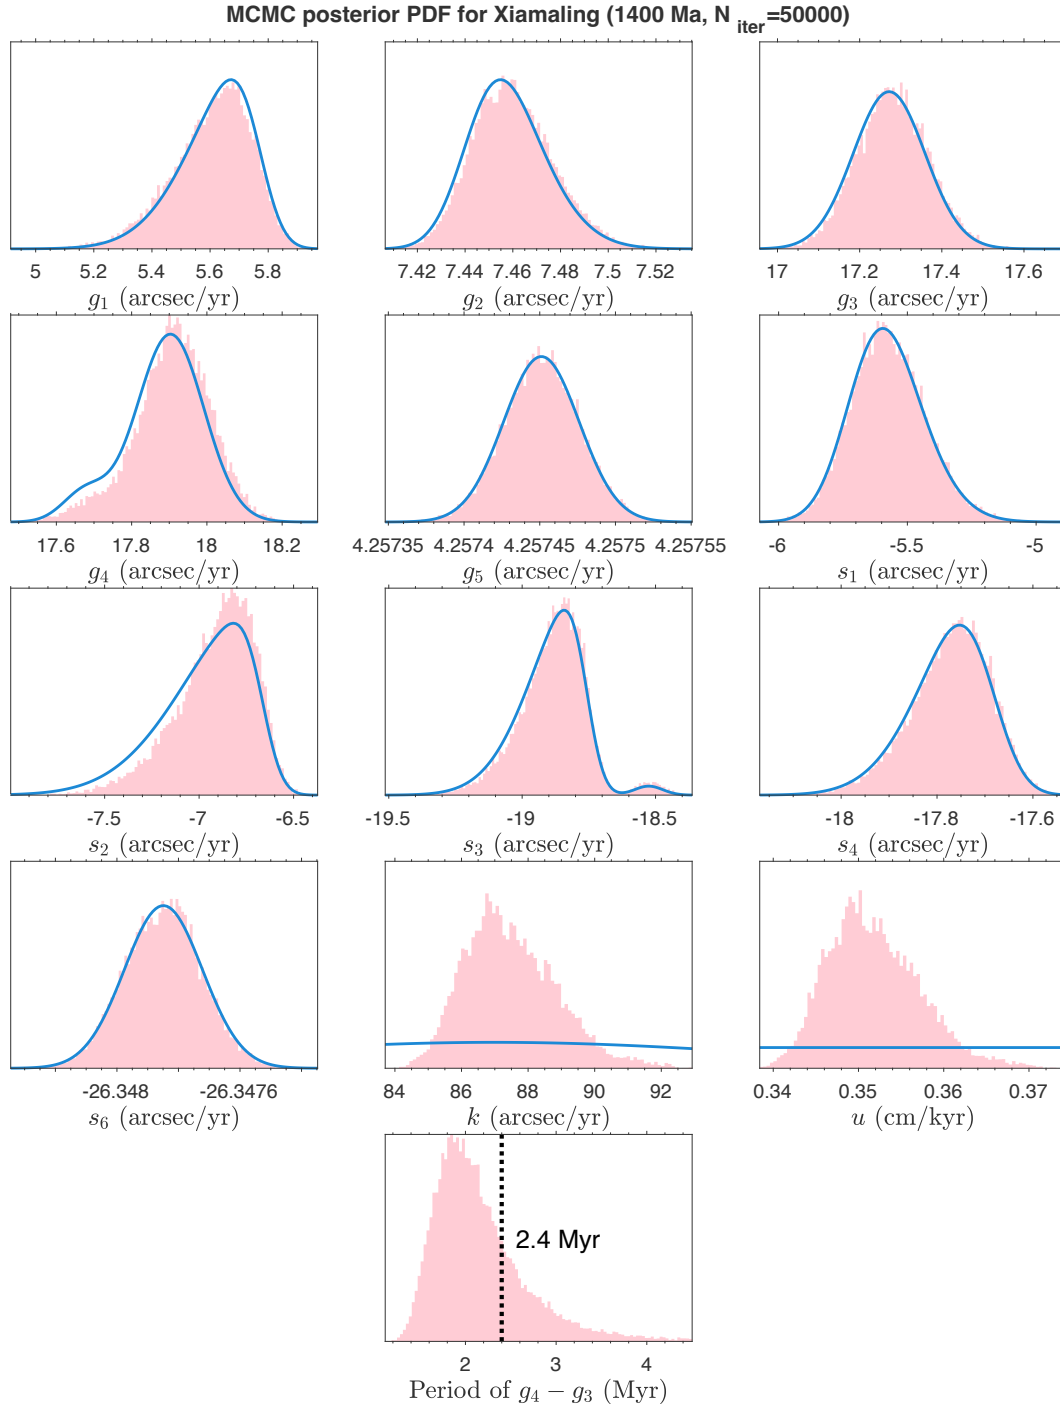 MCMC posterior PDF for Xiamaling (1400 Ma, N iter=50000)
5 5.2 5.4 5.6 5.8
g₁ (arcsec/yr)
7.42 7.44 7.46 7.48 7.5 7.52
g₂ (arcsec/yr)
17 17.2 17.4 17.6
g₃ (arcsec/yr)
17.6 17.8 18 18.2
g₄ (arcsec/yr)
4.25735 4.2574 4.25745 4.2575 4.25755
g₅ (arcsec/yr)
-6 -5.5 -5
s₁ (arcsec/yr)
-7.5 -7 -6.5
s₂ (arcsec/yr)
-19.5 -19 -18.5
s₃ (arcsec/yr)
-18 -17.8 -17.6
s₄ (arcsec/yr)
-26.348 -26.3476
s₆ (arcsec/yr)
84 86 88 90 92
k (arcsec/yr)
0.34 0.35 0.36 0.37
u (cm/kyr)
2.4 Myr
2 3 4
Period of g₄ − g₃ (Myr)